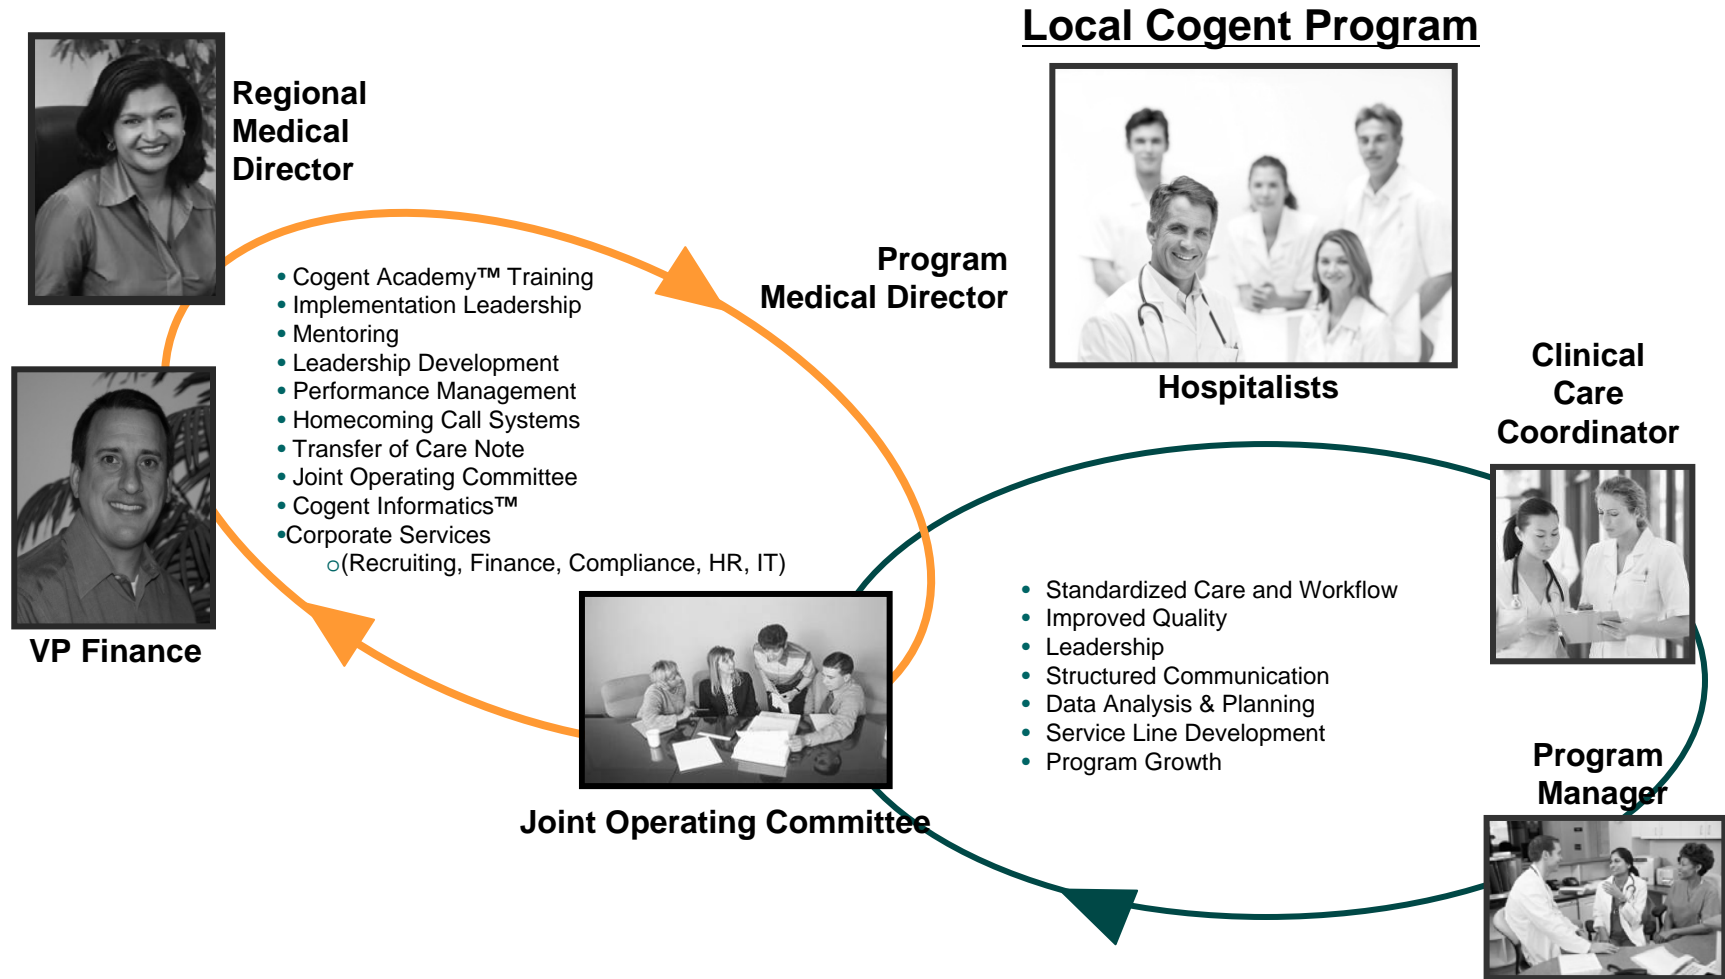 Local Cogent Program
Regional
Medical
Director
• Cogent Academy™ Training
• Implementation Leadership
• Mentoring
• Leadership Development
• Performance Management
• Homecoming Call Systems
• Transfer of Care Note
• Joint Operating Committee
• Cogent Informatics™
•Corporate Services
o(Recruiting, Finance, Compliance, HR, IT)
VP Finance
Program
Medical Director
Hospitalists
Clinical
Care
Coordinator
• Standardized Care and Workflow
• Improved Quality
• Leadership
• Structured Communication
• Data Analysis & Planning
• Service Line Development
• Program Growth
Program
Manager
Joint Operating Committee